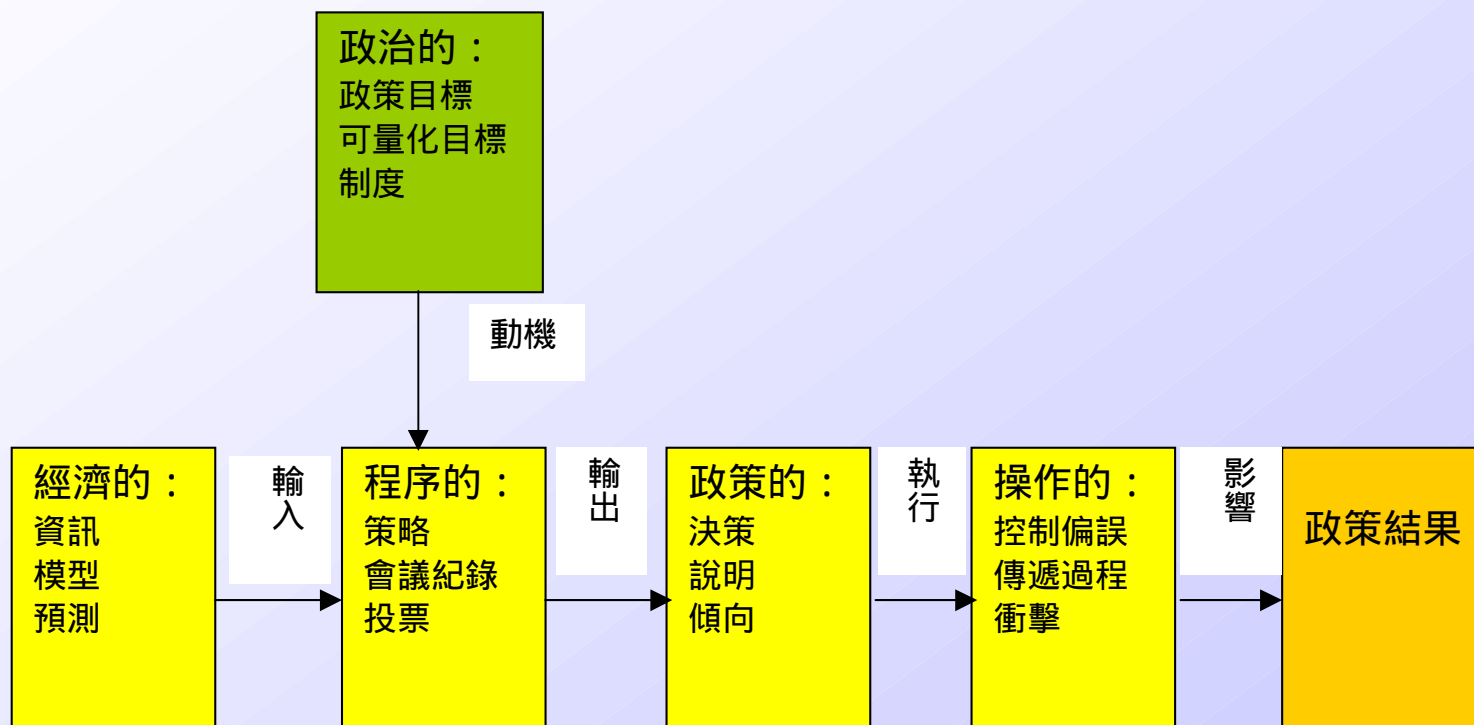 政治的：
政策目標
可量化目標
制度
動機
經濟的：
資訊
模型
預測
輸入
程序的：
策略
會議紀錄
投票
輸出
政策的：
決策
說明
傾向
執行
操作的：
控制偏誤
傳遞過程
衝擊
影響
政策結果